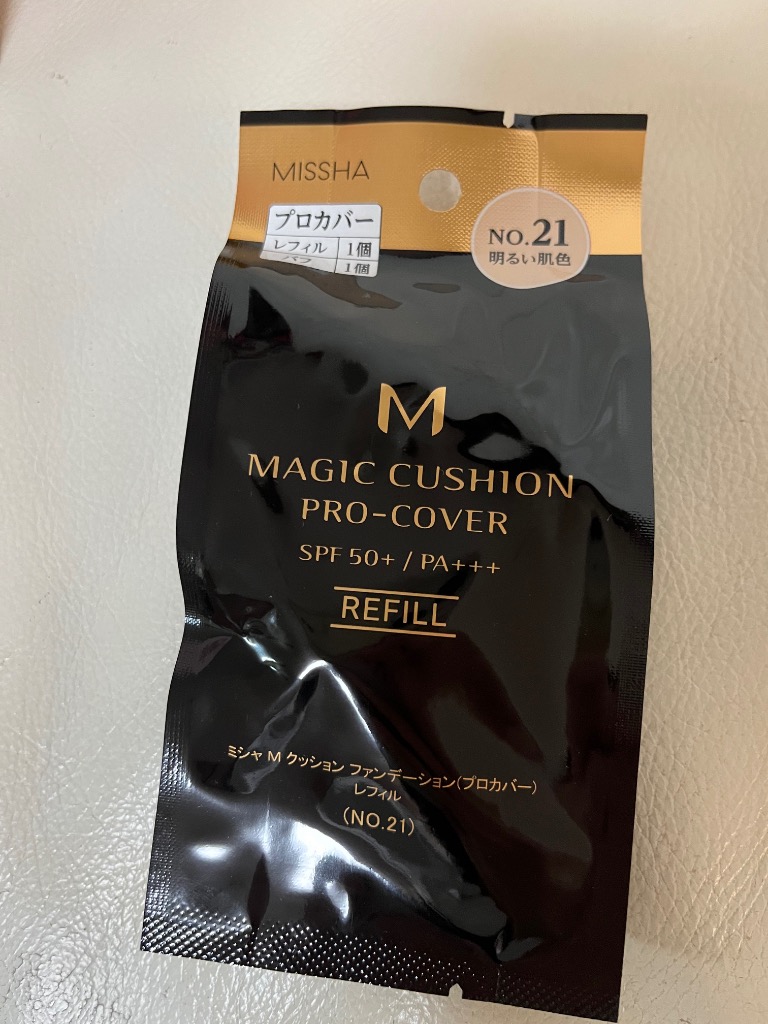 MISSHA
プロカバー
レフィル 1個
パフ 1個
NO.21
明るい肌色
M
MAGIC CUSHION
PRO-COVER
SPF 50+ / PA+++
REFILL
ミシャ M クッション ファンデーション(プロカバー)
レフィル
(NO.21)